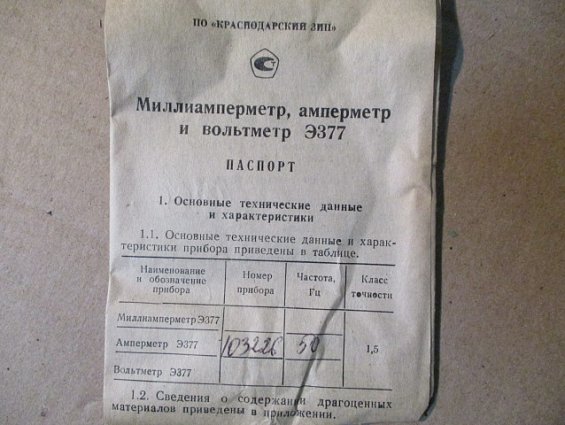 ПО «КРАСНОДАРСКИЙ ЗИП»
Миллиамперметр, амперметр
и вольтметр Э377
ПАСПОРТ
1. Основные технические данные
и характеристики
1.1. Основные технические данные и харак-
теристики прибора приведены в таблице.
Наименование и обозначение прибора Номер прибора Частота, Гц Класс точности
Миллиамперметр Э377
Амперметр Э377 103226 50 1,5
Вольтметр Э377
1.2. Сведения о содержании драгоценных
материалов приведены в приложении.